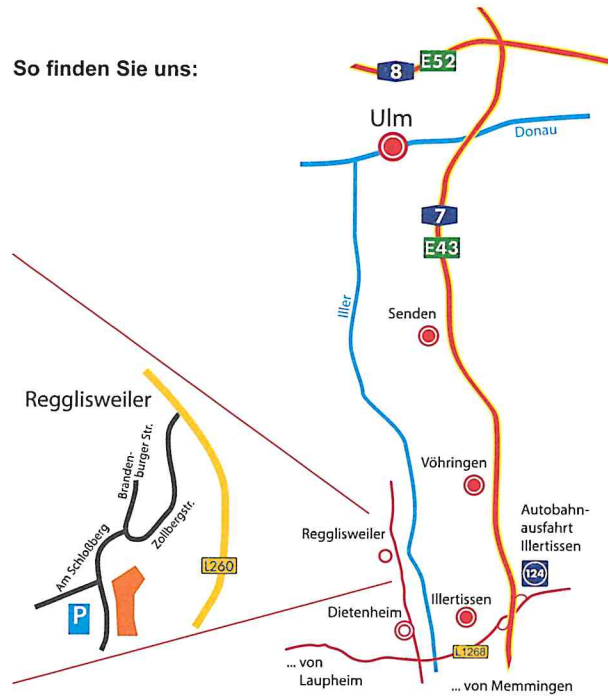 So finden Sie uns:
8
E52
Ulm
Donau
7
E43
Iller
Senden
Regglisweiler
Branden-
burger Str.
Zollbergstr.
Am Schloßberg
L260
P
Vöhringen
Autobahn-
ausfahrt
Illertissen
124
Regglisweiler
Dietenheim
Illertissen
L1268
... von
Laupheim
... von Memmingen